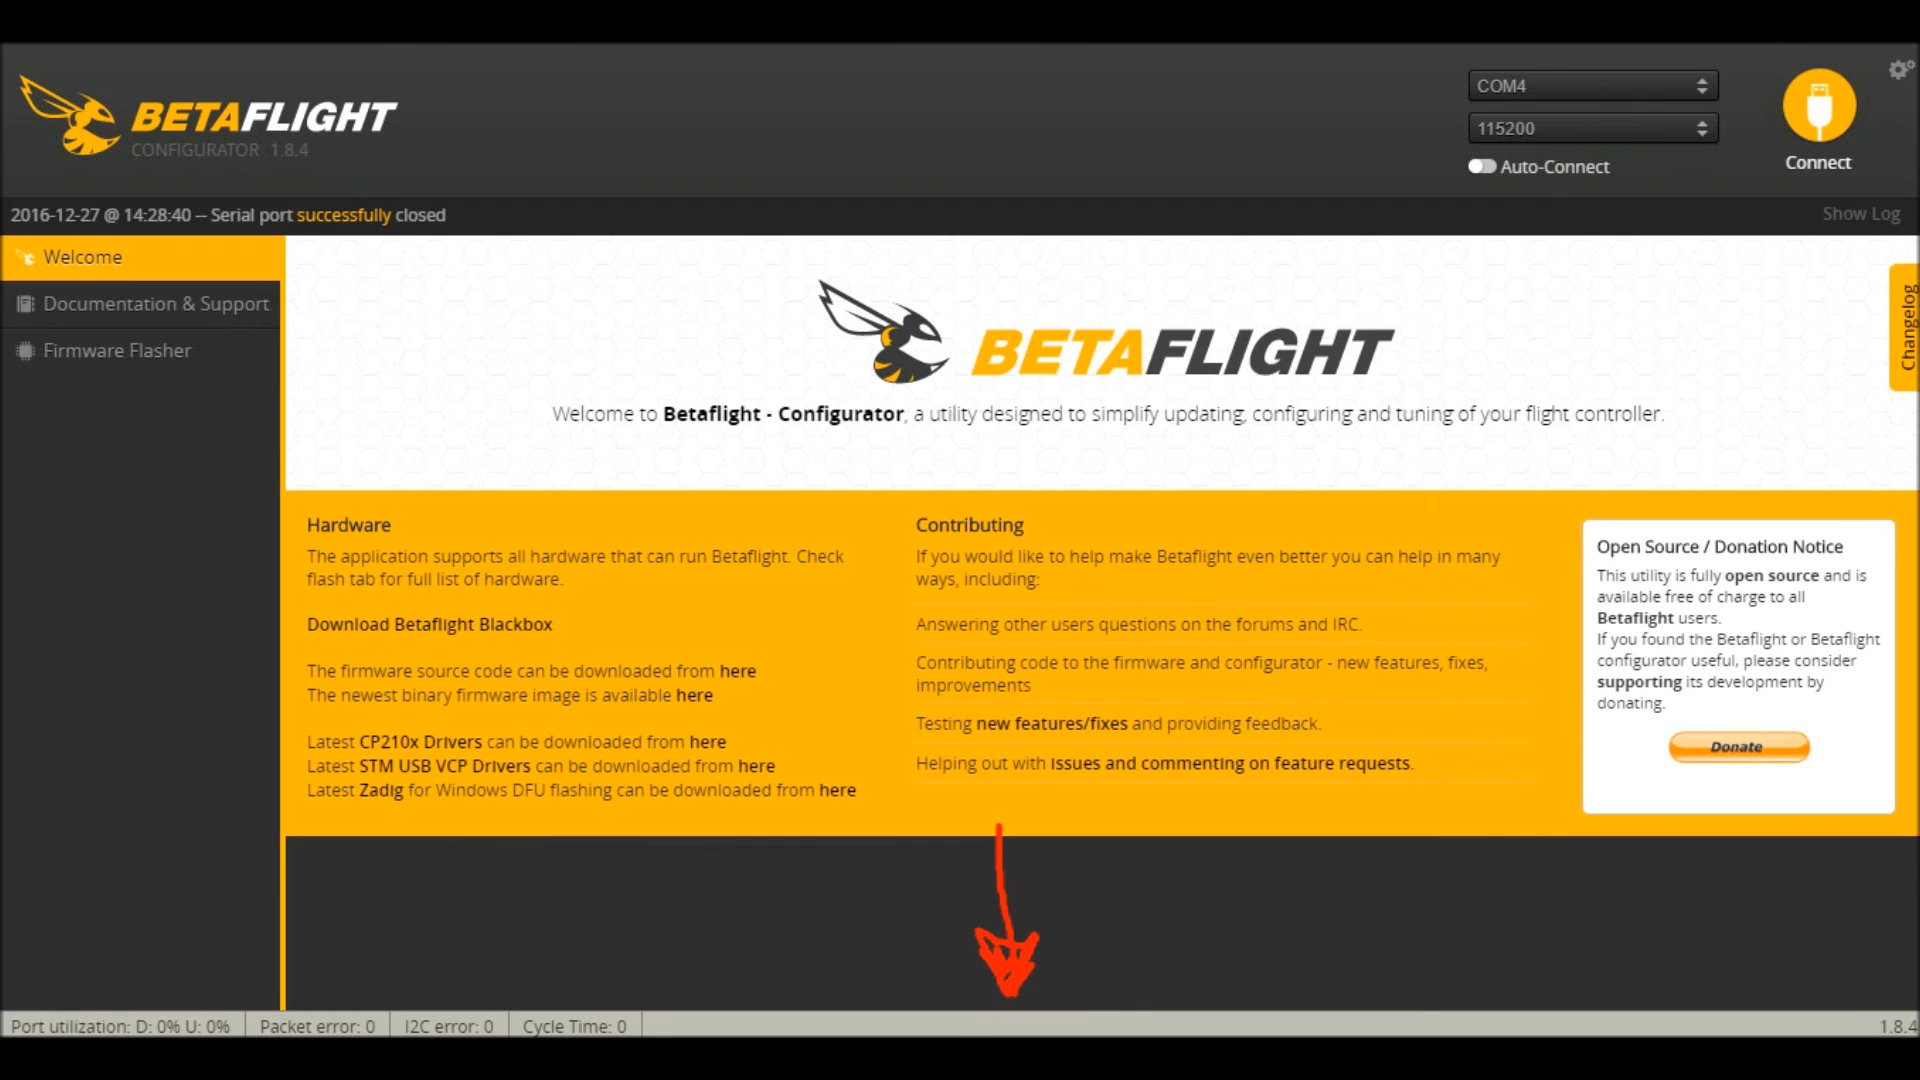 BETAFLIGHT
CONFIGURATOR 1.8.4
COM4
115200
Auto-Connect
Connect
2016-12-27 @ 14:28:40 -- Serial port successfully closed
Show Log
Welcome
Documentation & Support
Firmware Flasher
BETAFLIGHT
Welcome to Betaflight - Configurator, a utility designed to simplify updating, configuring and tuning of your flight controller.
Changelog
Hardware
The application supports all hardware that can run Betaflight. Check
flash tab for full list of hardware.
Download Betaflight Blackbox
The firmware source code can be downloaded from here
The newest binary firmware image is available here
Latest CP210x Drivers can be downloaded from here
Latest STM USB VCP Drivers can be downloaded from here
Latest Zadig for Windows DFU flashing can be downloaded from here
Contributing
If you would like to help make Betaflight even better you can help in many
ways, including:
Answering other users questions on the forums and IRC.
Contributing code to the firmware and configurator - new features, fixes,
improvements
Testing new features/fixes and providing feedback.
Helping out with issues and commenting on feature requests.
Open Source / Donation Notice
This utility is fully open source and is
available free of charge to all
Betaflight users.
If you found the Betaflight or Betaflight
configurator useful, please consider
supporting its development by
donating.
Donate
Port utilization: D: 0% U: 0%
Packet error: 0
I2C error: 0
Cycle Time: 0
1.8.4